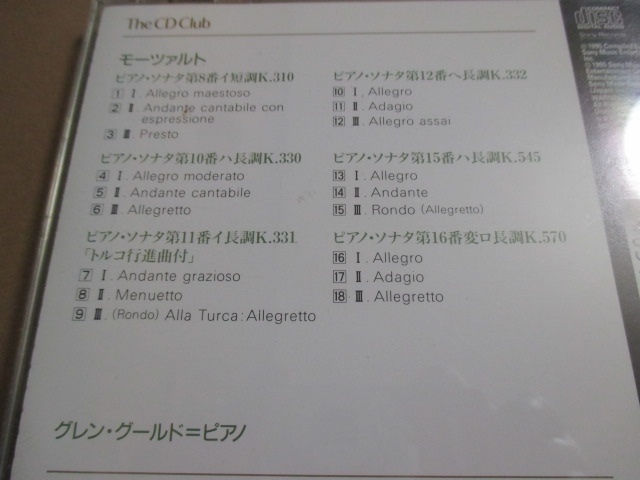 The CD Club
モーツァルト
ピアノ・ソナタ第8番イ短調K.310
1 Ⅰ. Allegro maestoso
2 Ⅱ. Andante cantabile con
espressione
3 Ⅲ. Presto
ピアノ・ソナタ第10番ハ長調K.330
4 Ⅰ. Allegro moderato
5 Ⅱ. Andante cantabile
6 Ⅲ. Allegretto
ピアノ・ソナタ第11番イ長調K.331
「トルコ行進曲付」
7 Ⅰ. Andante grazioso
8 Ⅱ. Menuetto
9 Ⅲ. (Rondo) Alla Turca:Allegretto
ピアノ・ソナタ第12番ヘ長調K.332
10 Ⅰ. Allegro
11 Ⅱ. Adagio
12 Ⅲ. Allegro assai
ピアノ・ソナタ第15番ハ長調K.545
13 Ⅰ. Allegro
14 Ⅱ. Andante
15 Ⅲ. Rondo (Allegretto)
ピアノ・ソナタ第16番変ロ長調K.570
16 Ⅰ. Allegro
17 Ⅱ. Adagio
18 Ⅲ. Allegretto
グレン・グールド=ピアノ
COMPACT
disc
DIGITAL AUDIO